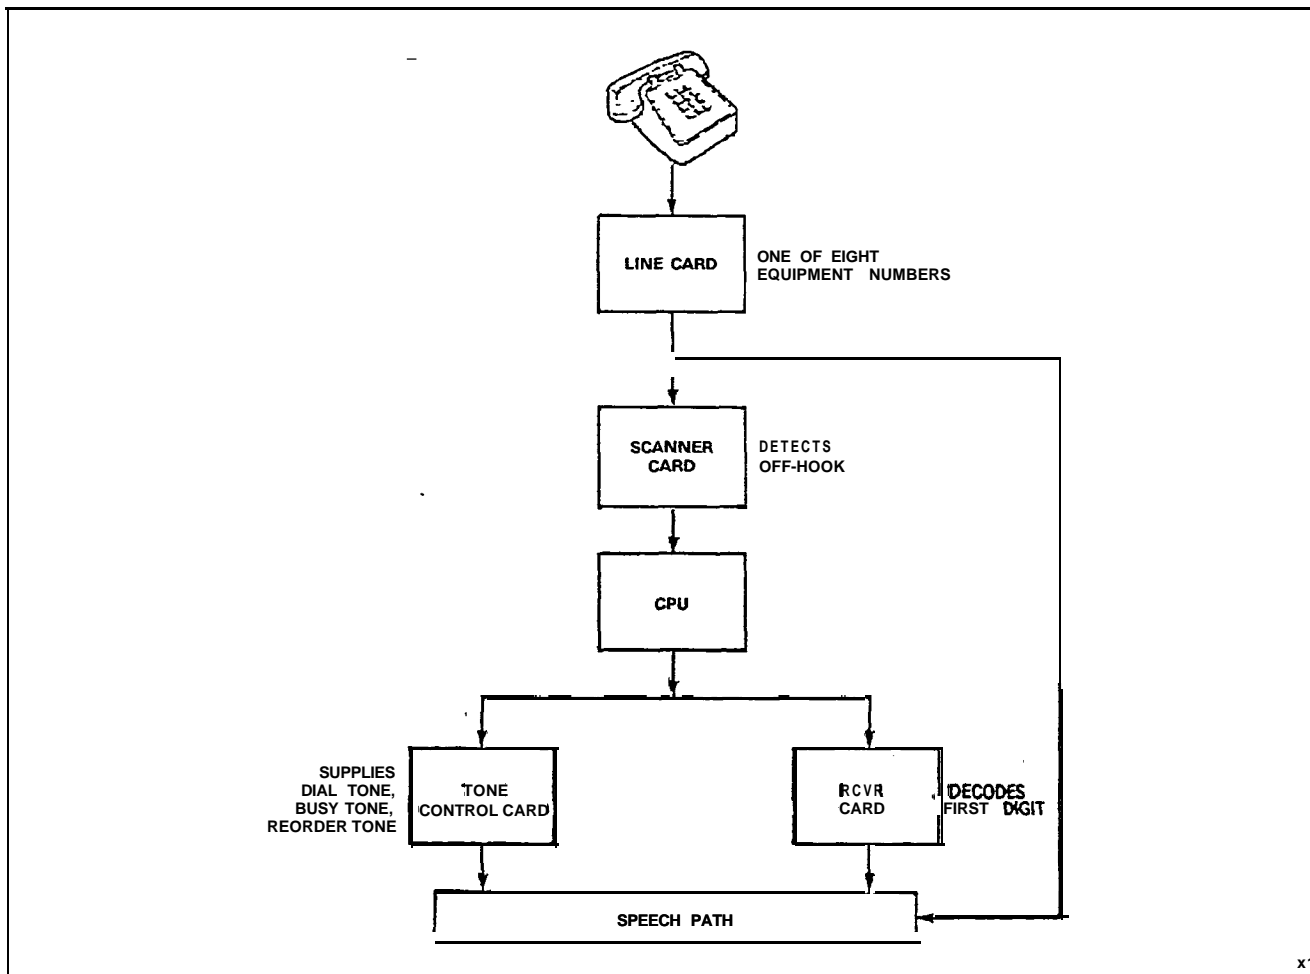 LINE CARD
ONE OF EIGHT
EQUIPMENT NUMBERS
SCANNER
CARD
DETECTS
OFF-HOOK
CPU
SUPPLIES
DIAL TONE,
BUSY TONE,
REORDER TONE
TONE
CONTROL CARD
RCVR
CARD
DECODES
FIRST DIGIT
SPEECH PATH